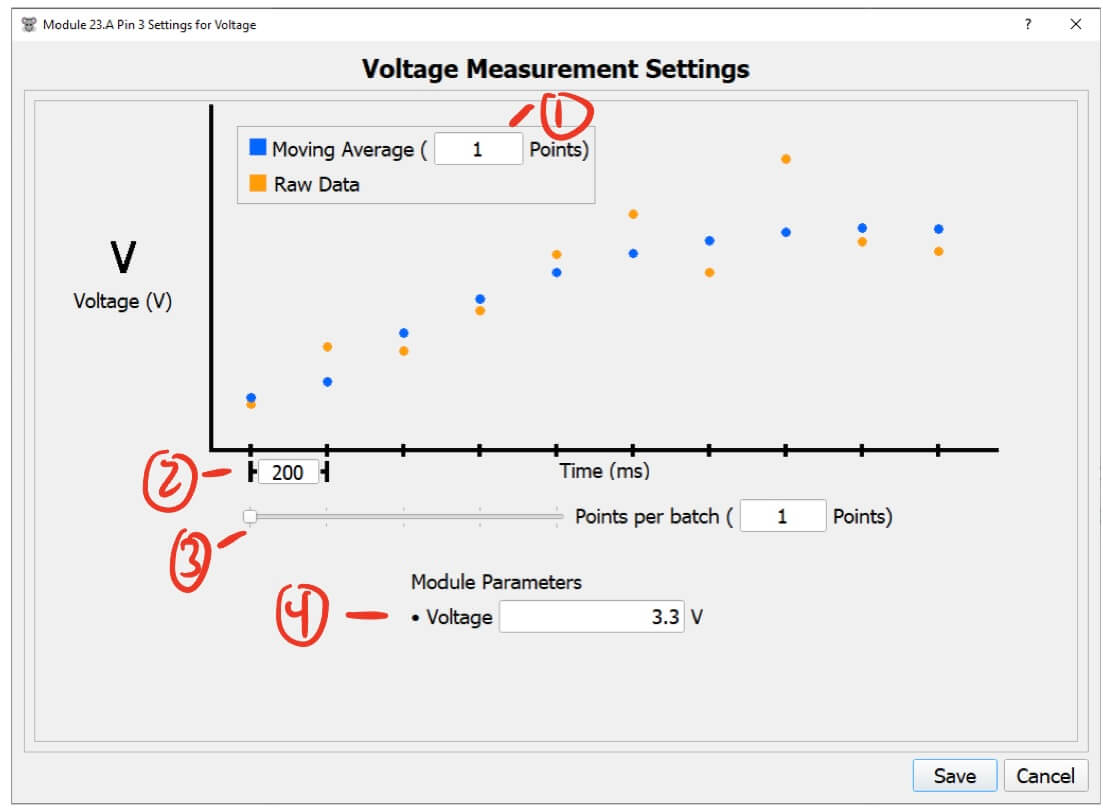 Module 23.A Pin 3 Settings for Voltage ? ×
Voltage Measurement Settings
1
Moving Average ( 1 Points)
Raw Data
V
Voltage (V)
2
200
Time (ms)
3
Points per batch ( 1 Points)
Module Parameters
4
• Voltage 3.3 V
Save Cancel